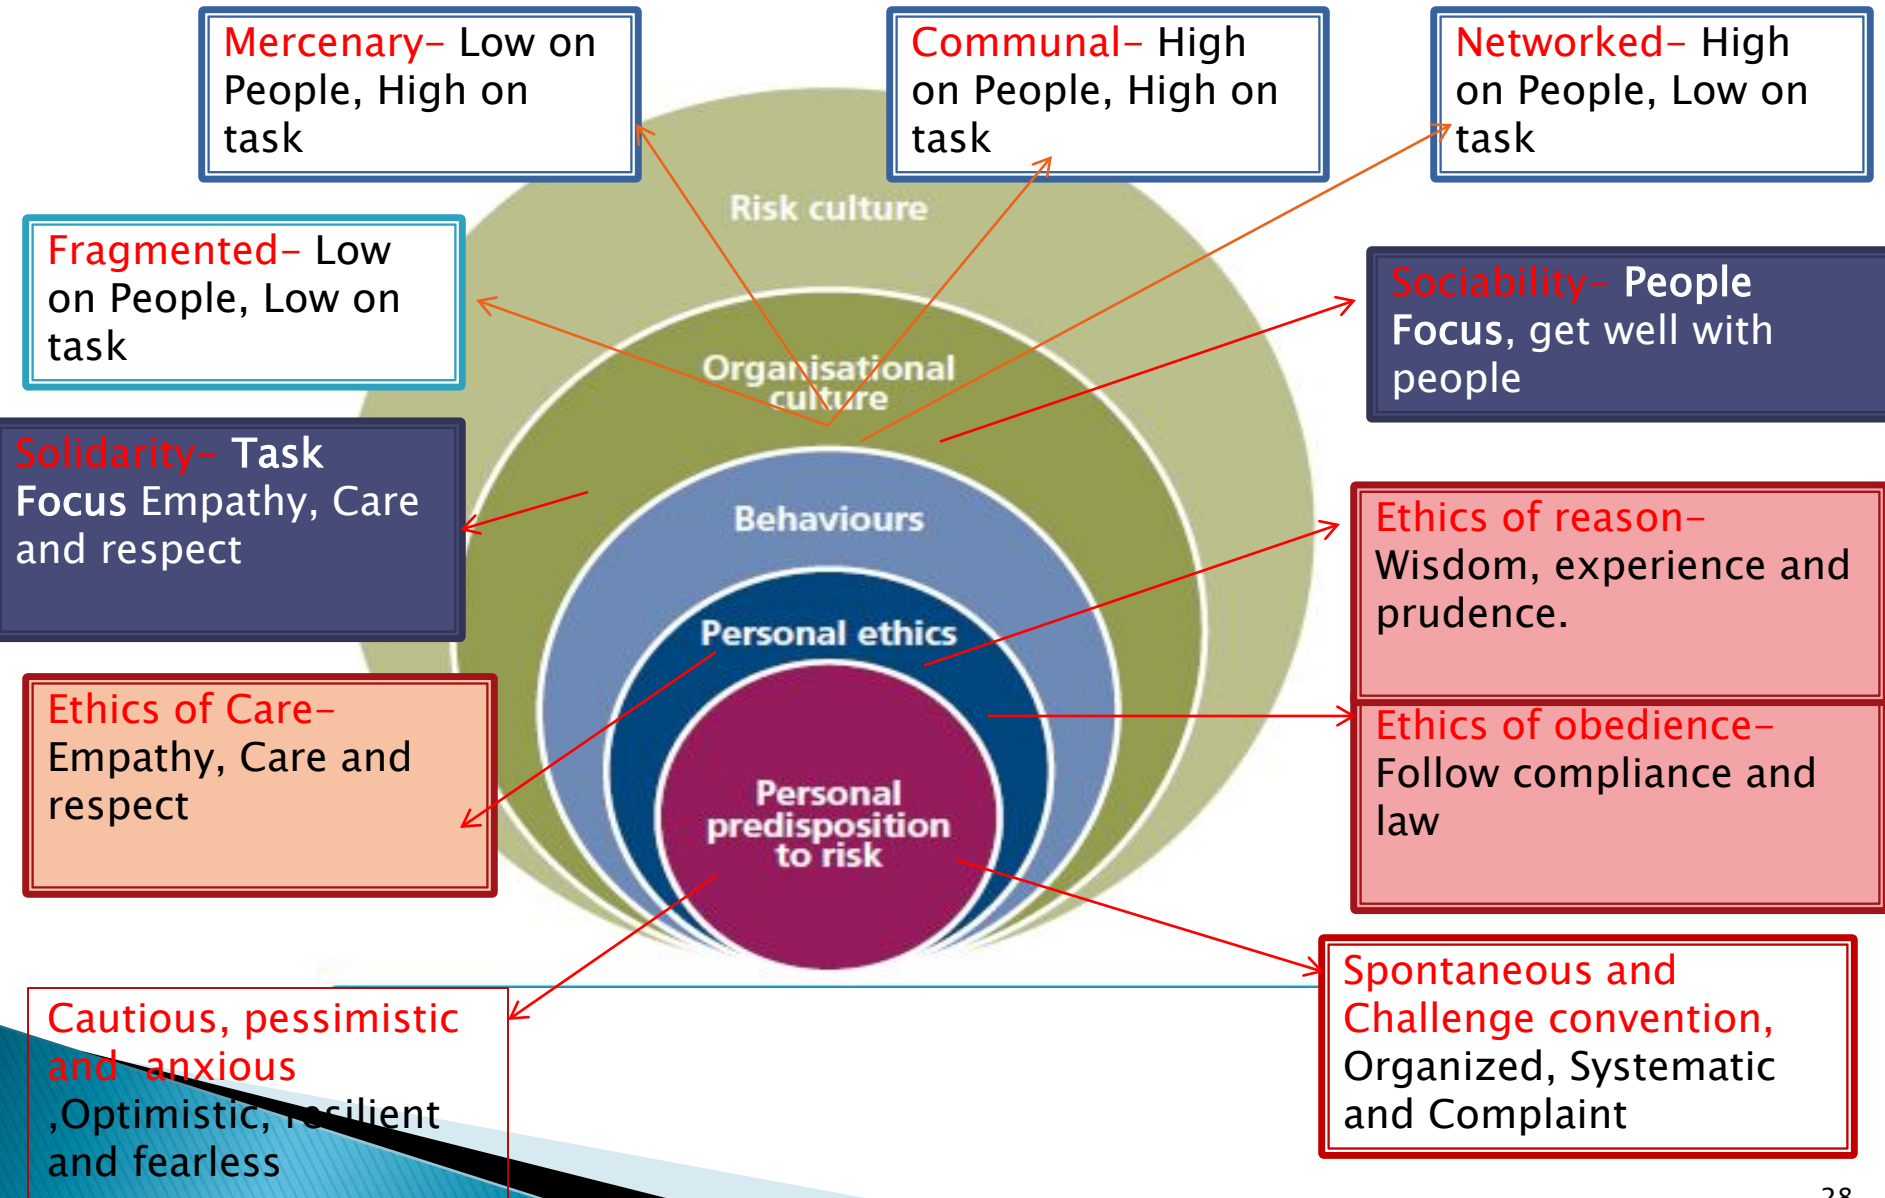 Mercenary– Low on
People, High on
task
Communal– High
on People, High on
task
Networked– High
on People, Low on
task
Risk culture
Fragmented– Low
on People, Low on
task
Sociability– People
Focus, get well with
people
Organisational
culture
Solidarity– Task
Focus Empathy, Care
and respect
Behaviours
Ethics of reason–
Wisdom, experience and
prudence.
Personal ethics
Ethics of Care–
Empathy, Care and
respect
Ethics of obedience–
Follow compliance and
law
Personal
predisposition
to risk
Spontaneous and
Challenge convention,
Organized, Systematic
and Complaint
Cautious, pessimistic
and anxious
,Optimistic, resilient
and fearless
28